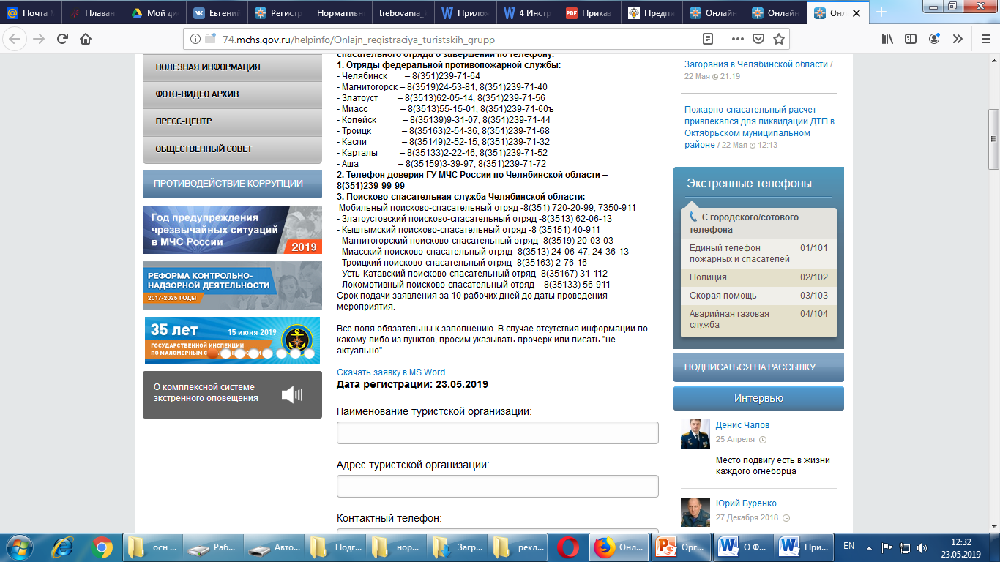 Почта M
Плаван
Мой ди
Евгений
Регистр
Нормативн
trebovania_l
Прилож
4 Инстр
Приказ
Предпи
Онлайн
Онлайн
Онл
74.mchs.gov.ru/helpinfo/Onlajn_registraciya_turistskih_grupp
ПОЛЕЗНАЯ ИНФОРМАЦИЯ
ФОТО-ВИДЕО АРХИВ
ПРЕСС-ЦЕНТР
ОБЩЕСТВЕННЫЙ СОВЕТ
ПРОТИВОДЕЙСТВИЕ КОРРУПЦИИ
Год предупреждения
чрезвычайных ситуаций
в МЧС России
2019
РЕФОРМА КОНТРОЛЬНО-
НАДЗОРНОЙ ДЕЯТЕЛЬНОСТИ
2017-2025 ГОДЫ
35 лет
15 июня 2019
ГОСУДАРСТВЕННОЙ ИНСПЕКЦИИ
ПО МАЛОМЕРНЫМ
О комплексной системе
экстренного оповещения
спасательного отряда о завершении по телефону:
1. Отряды федеральной противопожарной службы:
- Челябинск – 8(351)239-71-64
- Магнитогорск – 8(3519)24-53-81, 8(351)239-71-40
- Златоуст – 8(3513)62-05-14, 8(351)239-71-56
- Миасс – 8(3513)55-15-01, 8(351)239-71-60ъ
- Копейск – 8(35139)9-31-07, 8(351)239-71-44
- Троицк – 8(35163)2-54-36, 8(351)239-71-68
- Касли – 8(35149)2-52-15, 8(351)239-71-32
- Карталы – 8(35133)2-22-46, 8(351)239-71-52
- Аша – 8(35159)3-39-97, 8(351)239-71-72
2. Телефон доверия ГУ МЧС России по Челябинской области –
8(351)239-99-99
3. Поисково-спасательная служба Челябинской области:
Мобильный поисково-спасательный отряд -8(351) 720-20-99, 7350-911
- Златоустовский поисково-спасательный отряд -8(3513) 62-06-13
- Кыштымский поисково-спасательный отряд -8 (35151) 40-911
- Магнитогорский поисково-спасательный отряд -8(3519) 20-03-03
- Миасский поисково-спасательный отряд -8(3513) 24-06-47, 24-36-13
- Троицкий поисково-спасательный отряд -8(35163) 2-76-16
- Усть-Катавский поисково-спасательный отряд -8(35167) 31-112
- Локомотивный поисково-спасательный отряд – 8(35133) 56-911
Срок подачи заявления за 10 рабочих дней до даты проведения
мероприятия.
Все поля обязательны к заполнению. В случае отсутствия информации по
какому-либо из пунктов, просим указывать прочерк или писать "не
актуально".
Скачать заявку в MS Word
Дата регистрации: 23.05.2019
Наименование туристской организации:
Адрес туристской организации:
Контактный телефон:
Загорания в Челябинской области /
22 Мая 21:19
Пожарно-спасательный расчет
привлекался для ликвидации ДТП в
Октябрьском муниципальном
районе / 22 Мая 12:13
Экстренные телефоны:
С городского/сотового
телефона
Единый телефон 01/101
пожарных и спасателей
Полиция 02/102
Скорая помощь 03/103
Аварийная газовая 04/104
служба
ПОДПИСАТЬСЯ НА РАССЫЛКУ
Интервью
Денис Чалов
25 Апреля
Место подвигу есть в жизни
каждого огнеборца
Юрий Буренко
27 Декабря 2018
осн ...
Раб...
Авто...
Подг...
нор...
Загр...
рекл...
Онл...
Орг...
О Ф...
При...
EN
12:32
23.05.2019